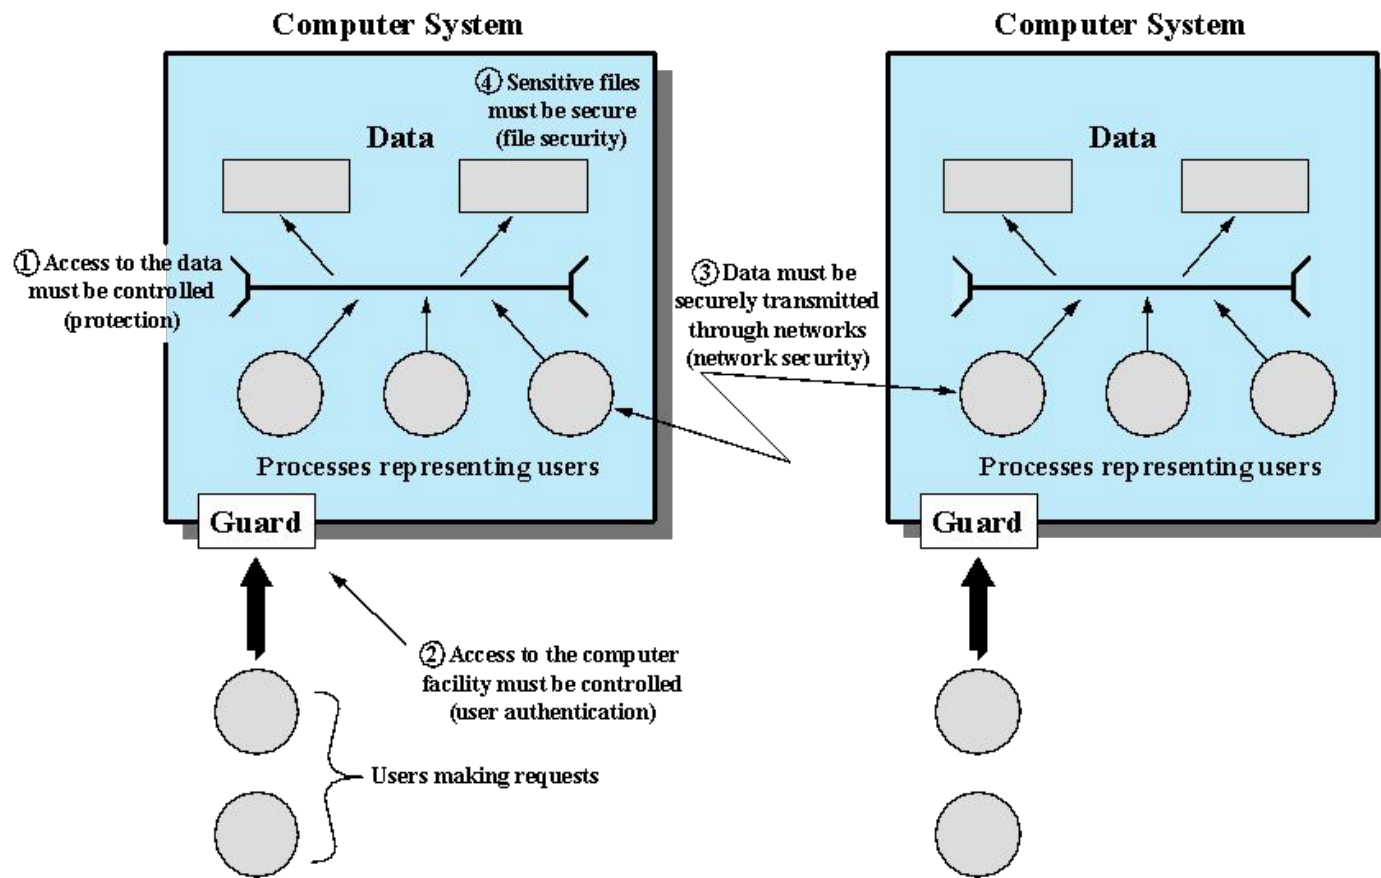 Computer System
④ Sensitive files
must be secure
(file security)
Data
① Access to the data
must be controlled
(protection)
Processes representing users
Guard
② Access to the computer
facility must be controlled
(user authentication)
Users making requests
③ Data must be
securely transmitted
through networks
(network security)
Computer System
Data
Processes representing users
Guard